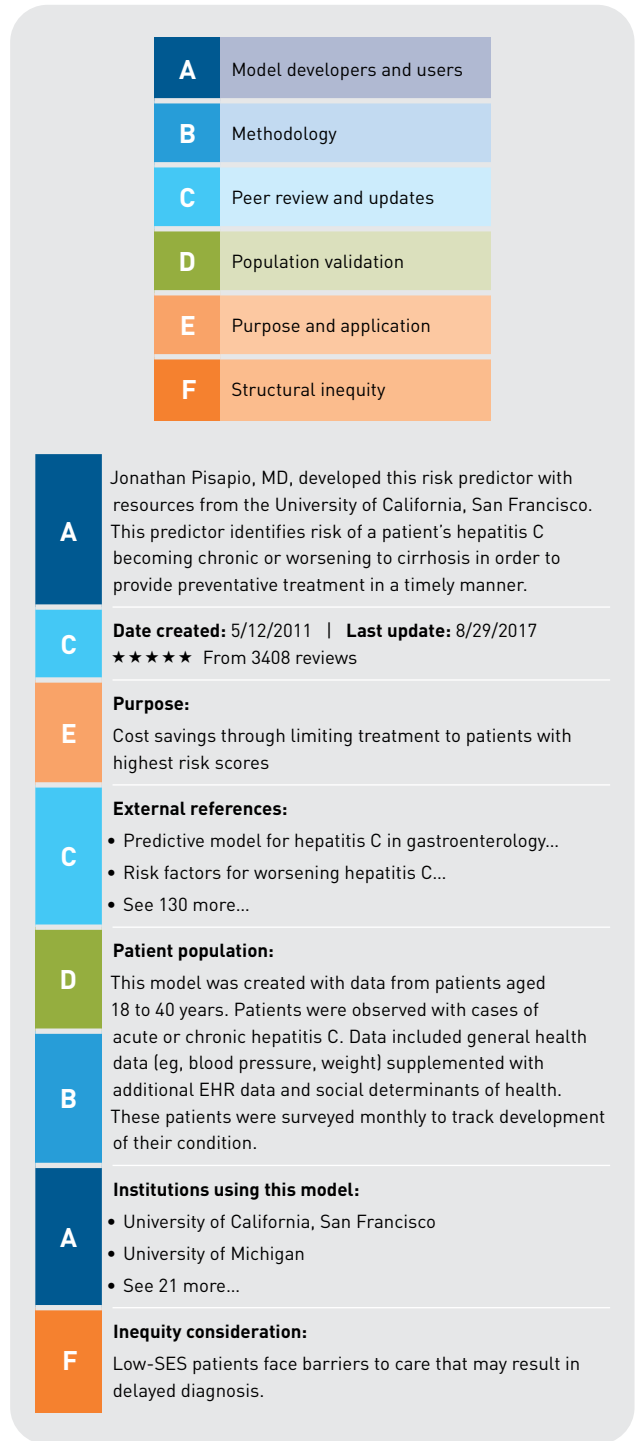 A Model developers and users
B Methodology
C Peer review and updates
D Population validation
E Purpose and application
F Structural inequity
A
Jonathan Pisapio, MD, developed this risk predictor with
resources from the University of California, San Francisco.
This predictor identifies risk of a patient’s hepatitis C
becoming chronic or worsening to cirrhosis in order to
provide preventative treatment in a timely manner.
C
Date created: 5/12/2011 | Last update: 8/29/2017
★★★★★ From 3408 reviews
E
Purpose:
Cost savings through limiting treatment to patients with
highest risk scores
C
External references:
• Predictive model for hepatitis C in gastroenterology...
• Risk factors for worsening hepatitis C...
• See 130 more...
D
Patient population:
This model was created with data from patients aged
18 to 40 years. Patients were observed with cases of
acute or chronic hepatitis C. Data included general health
B
data (eg, blood pressure, weight) supplemented with
additional EHR data and social determinants of health.
These patients were surveyed monthly to track development
of their condition.
A
Institutions using this model:
• University of California, San Francisco
• University of Michigan
• See 21 more...
F
Inequity consideration:
Low-SES patients face barriers to care that may result in
delayed diagnosis.